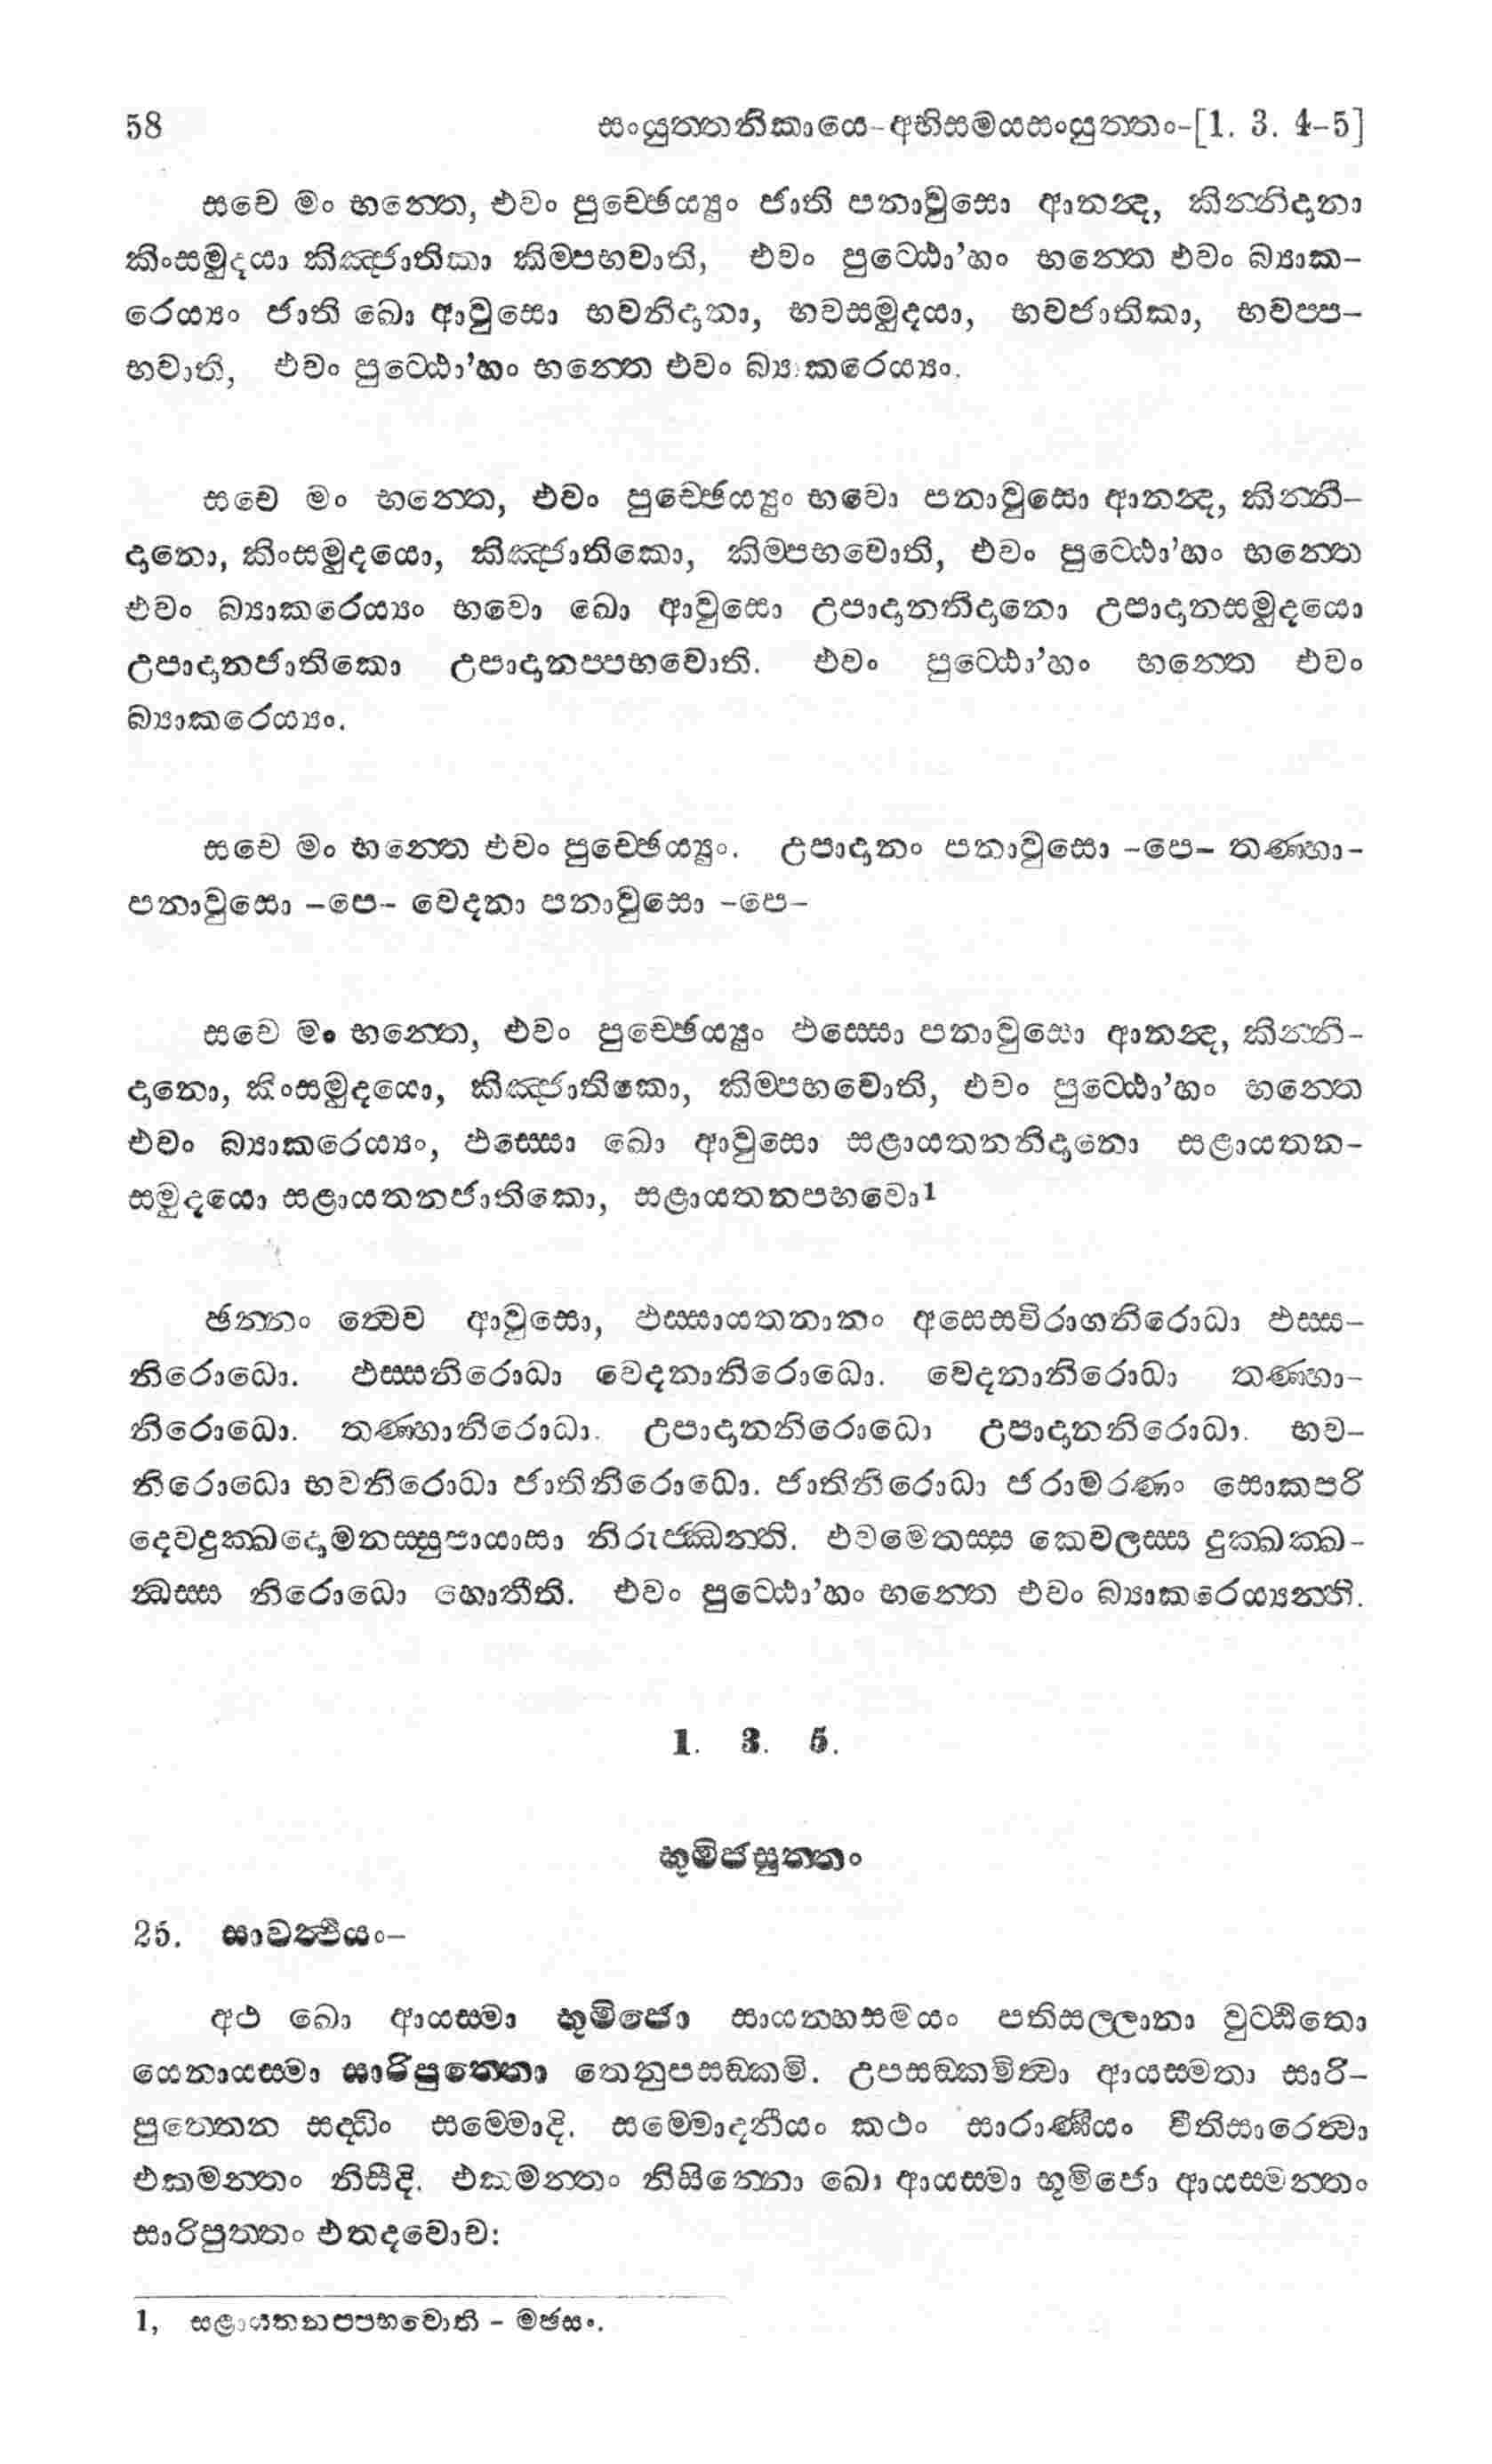 58 සංයුත්තනිකායෙ-අභිසමයසංයුත්තං-[1. 3. 4-5]
සචෙ මං භන්තෙ, එවං පුච්ඡෙය්‍යුං ජාති පනාවුසො ආනන්‍ද, කින්නිදානා
කිංසමුදයා කිඤ්ජාතිකා කිම්පභවාති, එවං පුට්ඨො'හං භන්තෙ එවං බ්‍යාක-
රෙය්‍යං ජාති ඛො ආවුසො භවනිදානා, භවසමුදයා, භවජාතිකා, භවප්ප-
භවාති, එවං පුට්ඨො'හං භන්තෙ එවං බ්‍යාකරෙය්‍යං.
සචෙ මං භන්තෙ, එවං පුච්ඡෙය්‍යුං භවො පනාවුසො ආනන්‍ද, කින්නි-
දානො, කිංසමුදයො, කිඤ්ජාතිකො, කිම්පභවොති, එවං පුට්ඨො'හං භන්තෙ
එවං බ්‍යාකරෙය්‍යං භවො ඛො ආවුසො උපාදානනිදානො උපාදානසමුදයො
උපාදානජාතිකො උපාදානප්පභවොති. එවං පුට්ඨො'හං භන්තෙ එවං
බ්‍යාකරෙය්‍යං.
සචෙ මං භන්තෙ එවං පුච්ඡෙය්‍යුං. උපාදානං පනාවුසො -පෙ- තණ්හා-
පනාවුසො -පෙ- වෙදනා පනාවුසො -පෙ-
සචෙ මං භන්තෙ, එවං පුච්ඡෙය්‍යුං ඵස්සො පනාවුසො ආනන්‍ද, කින්නි-
දානො, කිංසමුදයො, කිඤ්ජාතිකො, කිම්පභවොති, එවං පුට්ඨො'හං භන්තෙ
එවං බ්‍යාකරෙය්‍යං, ඵස්සො ඛො ආවුසො සළායතනනිදානො සළායතන-
සමුදයො සළායතනජාතිකො, සළායතනපභවො1
ඡන්නං ත්‍වෙව ආවුසො, ඵස්සායතනානං අසෙසවිරාගනිරොධා ඵස්ස-
නිරොධො. ඵස්සනිරොධා වෙදනානිරොධො. වෙදනානිරොධා තණ්හා-
නිරොධො. තණ්හානිරොධා. උපාදානනිරොධො උපාදානනිරොධා. භව-
නිරොධො භවනිරොධා ජාතිනිරොධො. ජාතිනිරොධා ජරාමරණං සොකපරි
දෙවදුක්ඛදොමනස්සුපායාසා නිරුජ්ඣන්ති. එවමෙතස්ස කෙවලස්ස දුක්ඛක්ඛ-
න්‍ධස්ස නිරොධො හොතීති. එවං පුට්ඨො'හං භන්තෙ එවං බ්‍යාකරෙය්‍යන්ති.
1. 3. 5.
භූමිජසුත්තං
25. සාවත්‍ථියං-
අථ ඛො ආයස්මා භූමිජො සායන්හසමයං පතිසල්ලානා වුට්ඨිතො
යෙනායස්මා සාරිපුත්තො තෙනුපසඞ්කමි. උපසඞ්කමිත්‍වා ආයස්මතා සාරි-
පුත්තෙන සද්ධිං සම්මොදි. සම්මොදනීයං කථං සාරාණීයං වීතිසාරෙත්‍වා
එකමන්තං නිසීදි. එකමන්තං නිසින්නො ඛො ආයස්මා භූමිජො ආයස්මන්තං
සාරිපුත්තං එතදවොච:
1, සළායතනප්පභවොති - මඡසං.